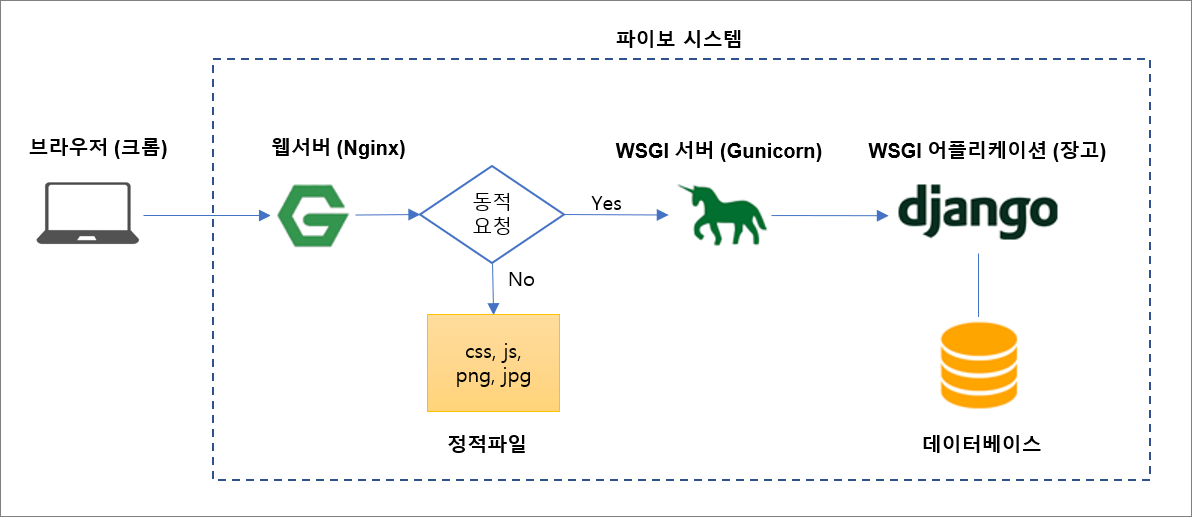 파이보 시스템
브라우저 (크롬)
웹서버 (Nginx)
WSGI 서버 (Gunicorn)
WSGI 어플리케이션 (장고)
동적
요청
Yes
django
No
css, js,
png, jpg
정적파일
데이터베이스